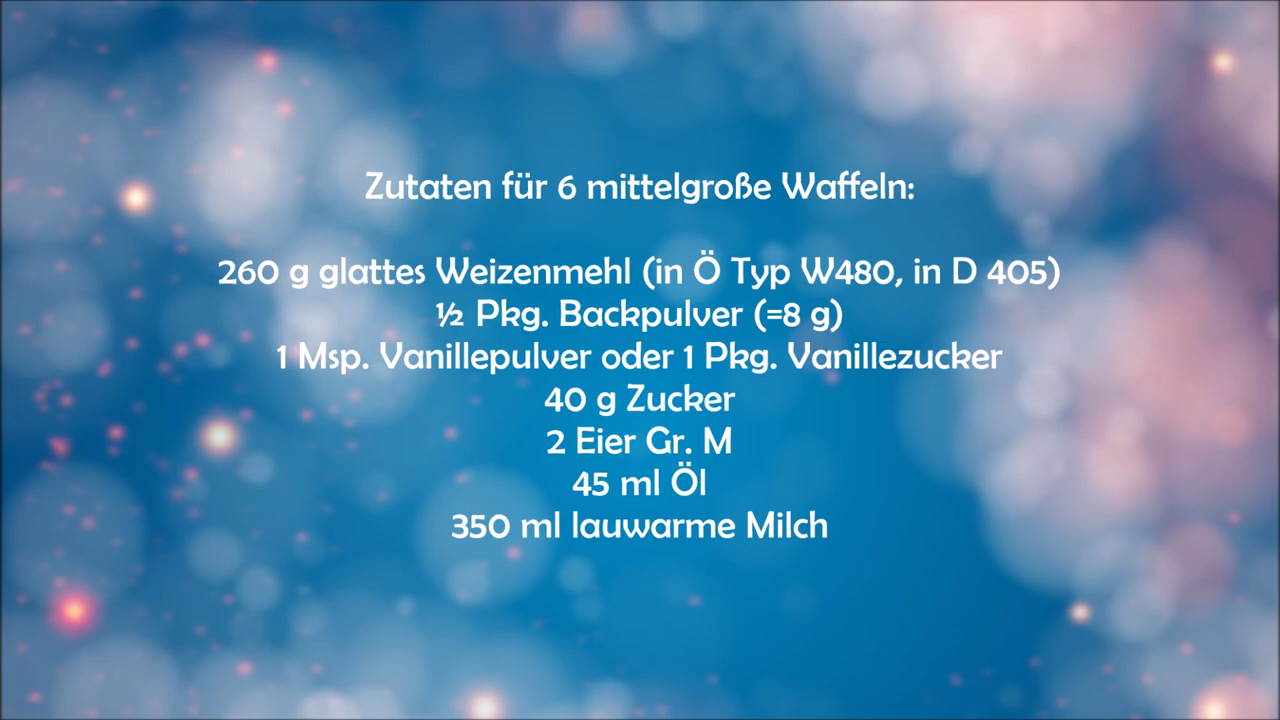 Zutaten für 6 mittelgroße Waffeln:
260 g glattes Weizenmehl (in Ö Typ W480, in D 405)
½ Pkg. Backpulver (=8 g)
1 Msp. Vanillepulver oder 1 Pkg. Vanillezucker
40 g Zucker
2 Eier Gr. M
45 ml Öl
350 ml lauwarme Milch